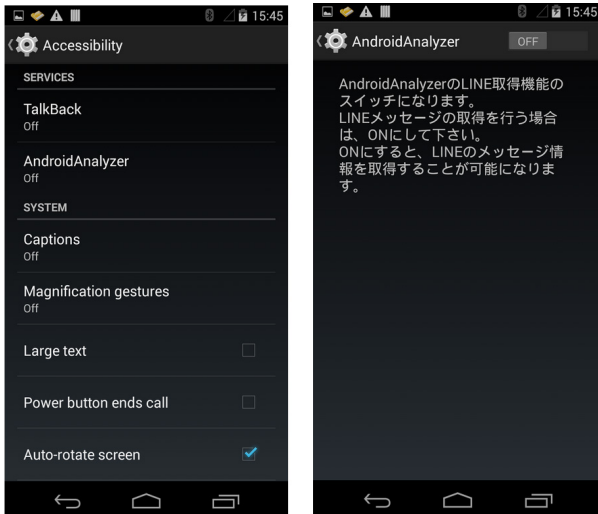 15:45
Accessibility
SERVICES
TalkBack
Off
AndroidAnalyzer
Off
SYSTEM
Captions
Off
Magnification gestures
Off
Large text
Power button ends call
Auto-rotate screen
15:45
AndroidAnalyzer
OFF
AndroidAnalyzerのLINE取得機能の
スイッチになります。
LINEメッセージの取得を行う場合
は、ONにして下さい。
ONにすると、LINEのメッセージ情
報を取得することが可能になりま
す。